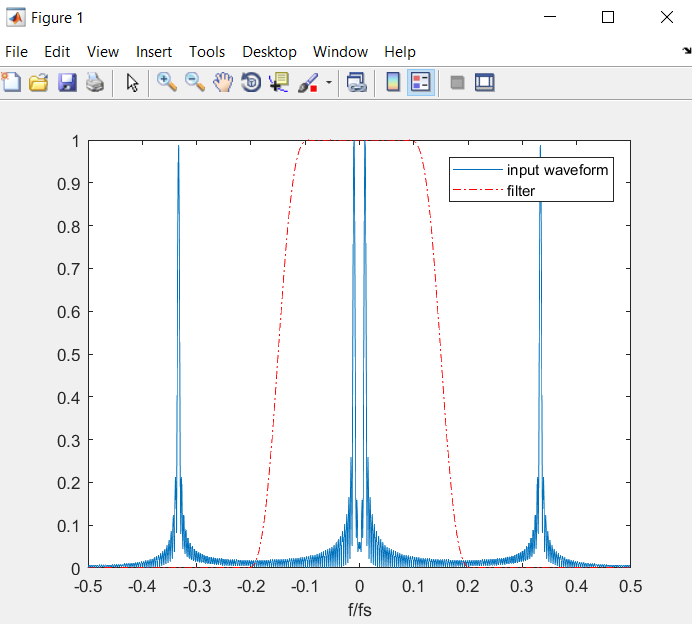 Figure 1
File Edit View Insert Tools Desktop Window Help
1
0.9
0.8
0.7
0.6
0.5
0.4
0.3
0.2
0.1
0
input waveform
filter
-0.5 -0.4 -0.3 -0.2 -0.1 0 0.1 0.2 0.3 0.4 0.5
f/fs